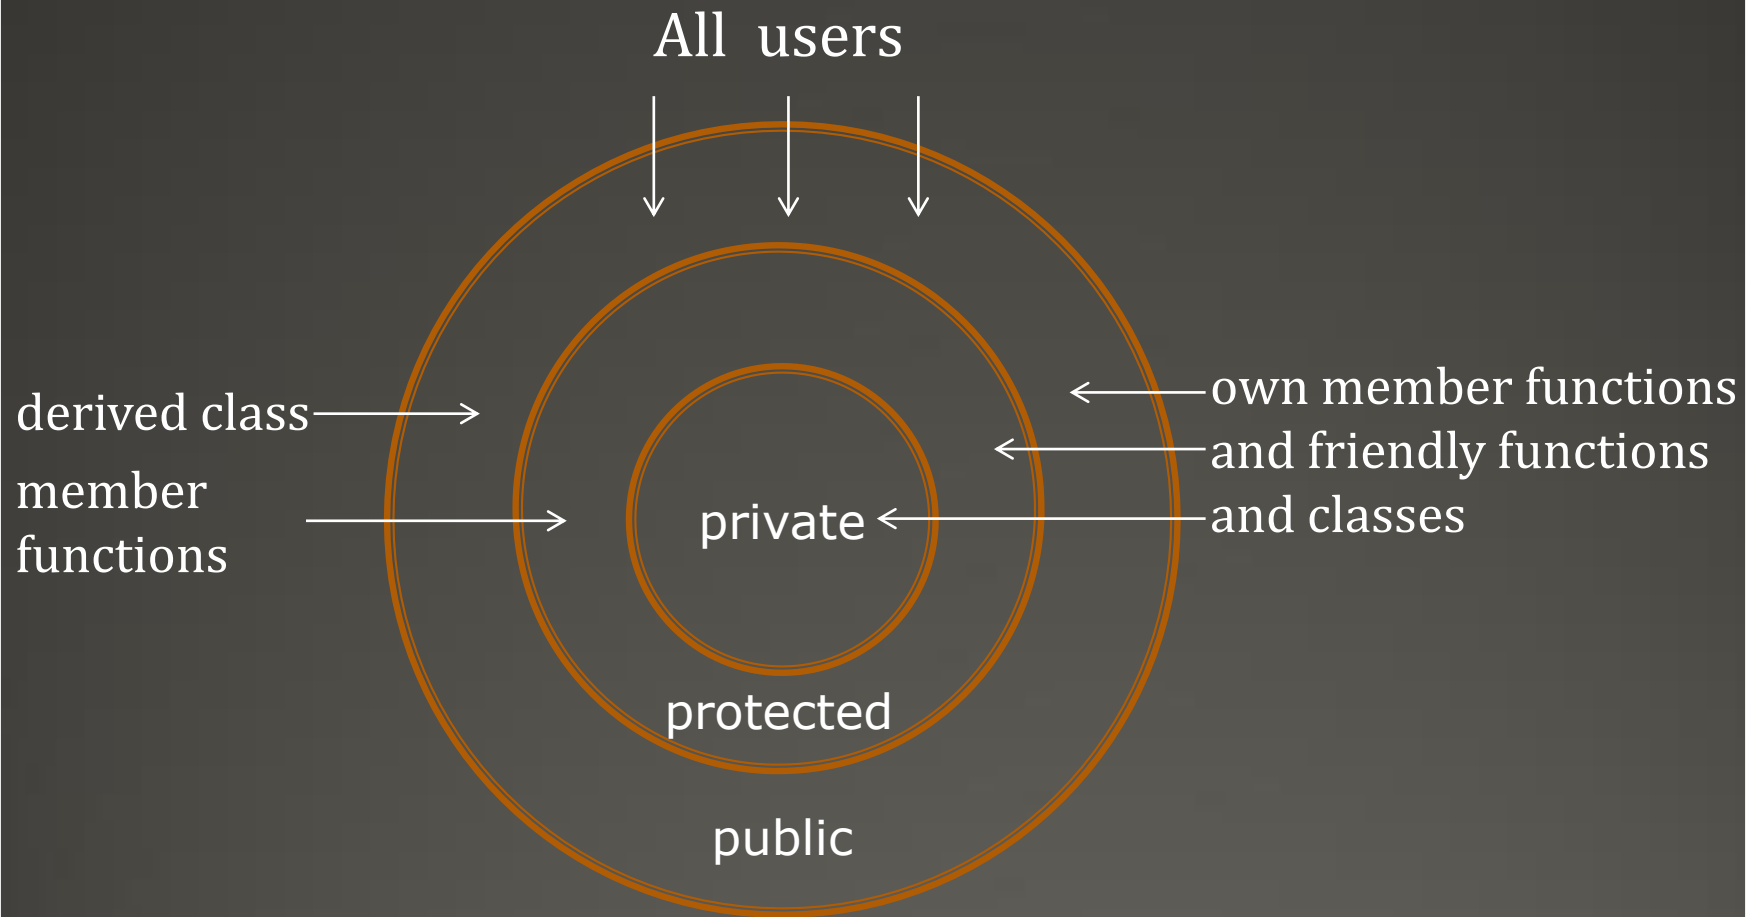 All users
derived class
member
functions
own member functions
and friendly functions
and classes
private
protected
public